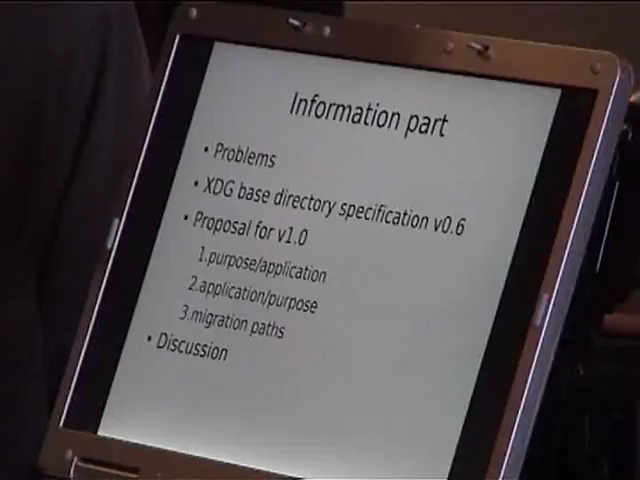 Information part
• Problems
• XDG base directory specification v0.6
• Proposal for v1.0
1.purpose/application
2.application/purpose
3.migration paths
• Discussion